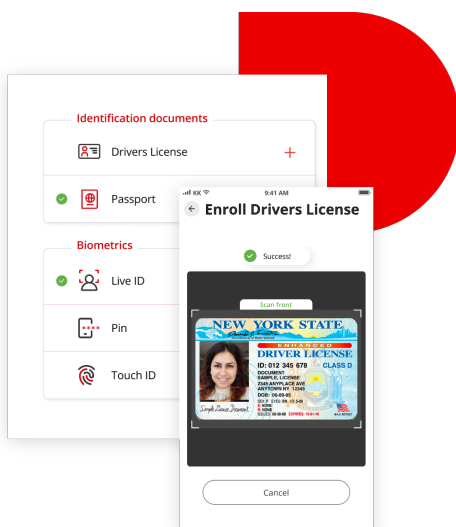 Identification documents
Drivers License
Passport
Biometrics
Live ID
Pin
Touch ID
KK
9:41 AM
Enroll Drivers License
Success!
Scan front
NEW YORK STATE
ENHANCED
DRIVER LICENSE
ID: 012 345 678 CLASS D
DOCUMENT
SAMPLE, LICENSE
2345 ANYPLACE AVE
ANYTOWN NY 12345
DOB: 06-09-85
E: NONE
R: NONE
Cancel